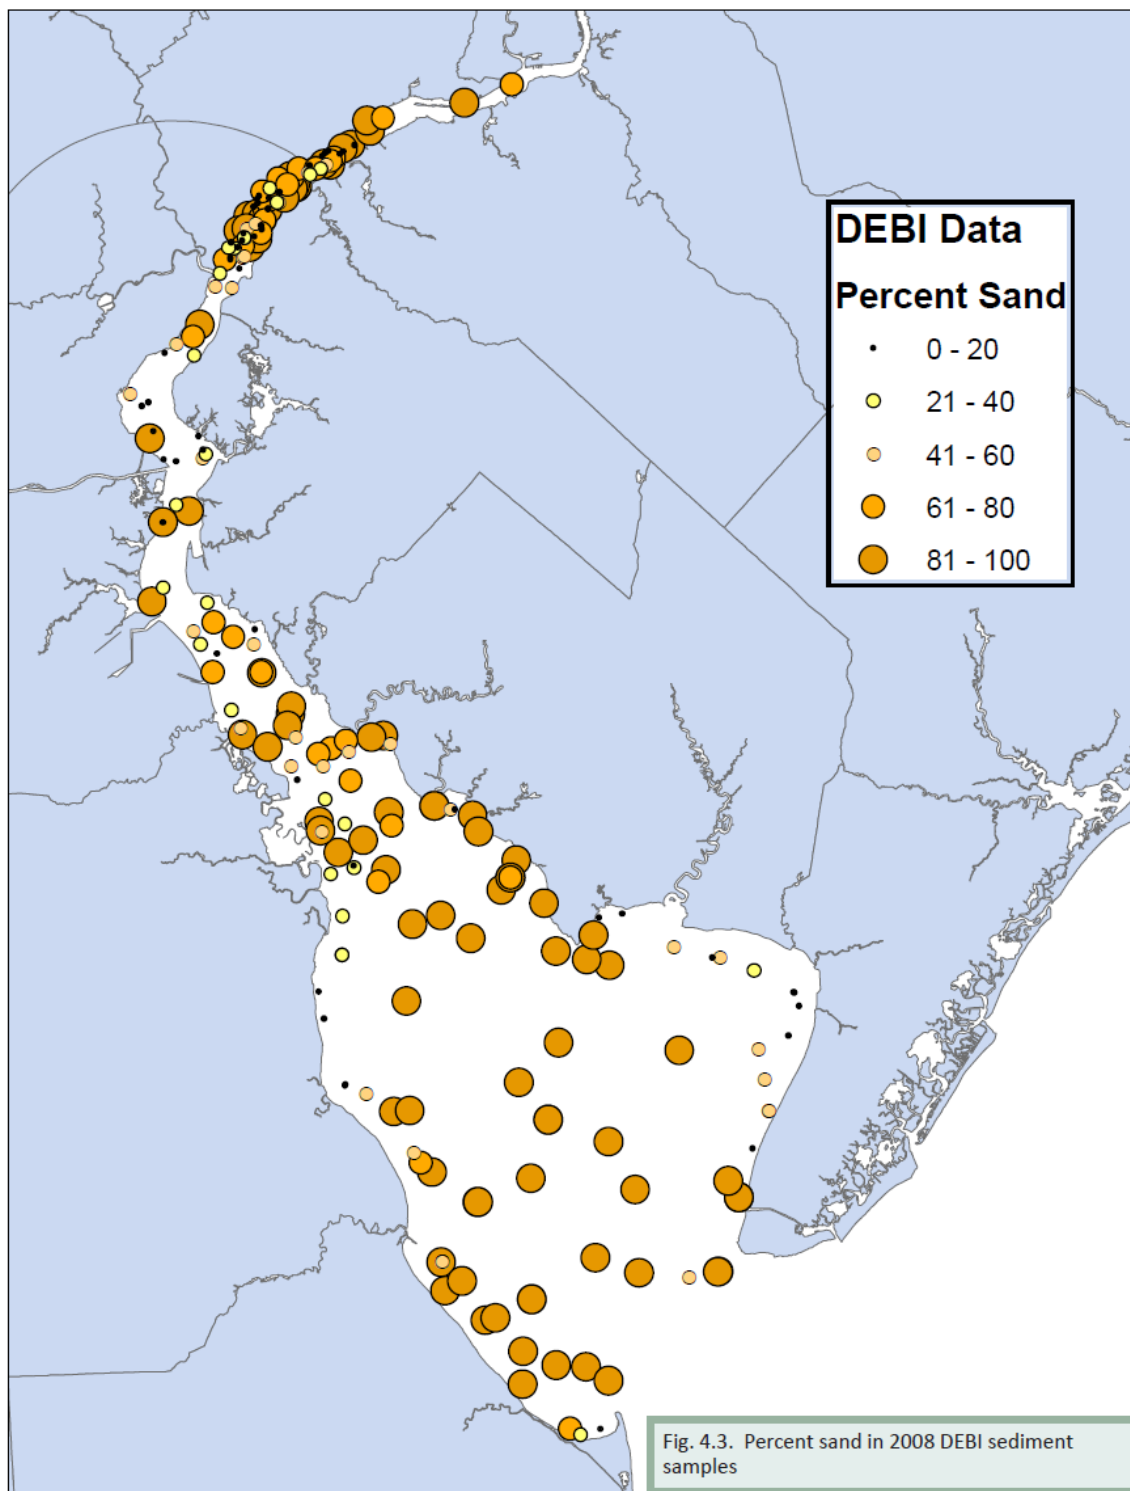 DEBI Data
Percent Sand
0 - 20
21 - 40
41 - 60
61 - 80
81 - 100
Fig. 4.3. Percent sand in 2008 DEBI sediment
samples